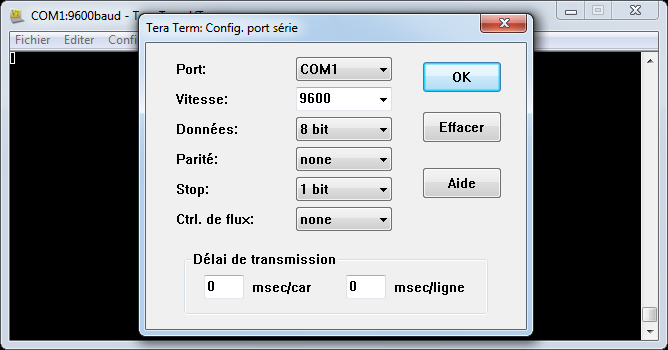 COM1:9600baud - Te
Tera Term: Config. port série
Fichier Editer Confi
Port: COM1
OK
Vitesse: 9600
Données: 8 bit
Effacer
Parité: none
Stop: 1 bit
Aide
Ctrl. de flux: none
Délai de transmission
0 msec/car 0 msec/ligne